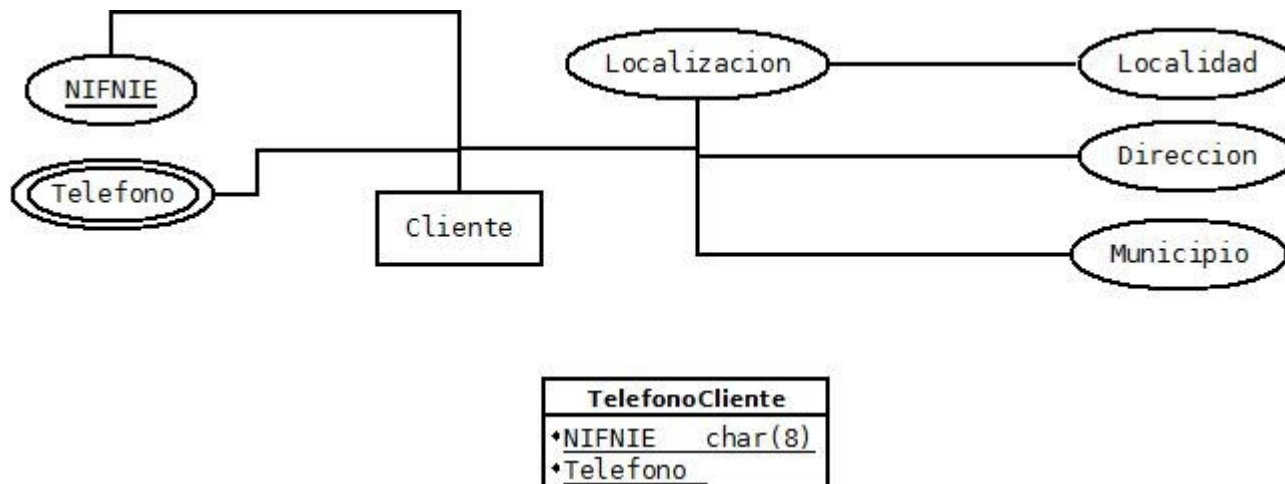 Localizacion
Localidad
NIFNIE
Direccion
Telefono
Cliente
Municipio
TelefonoCliente
NIFNIE char(8)
Telefono